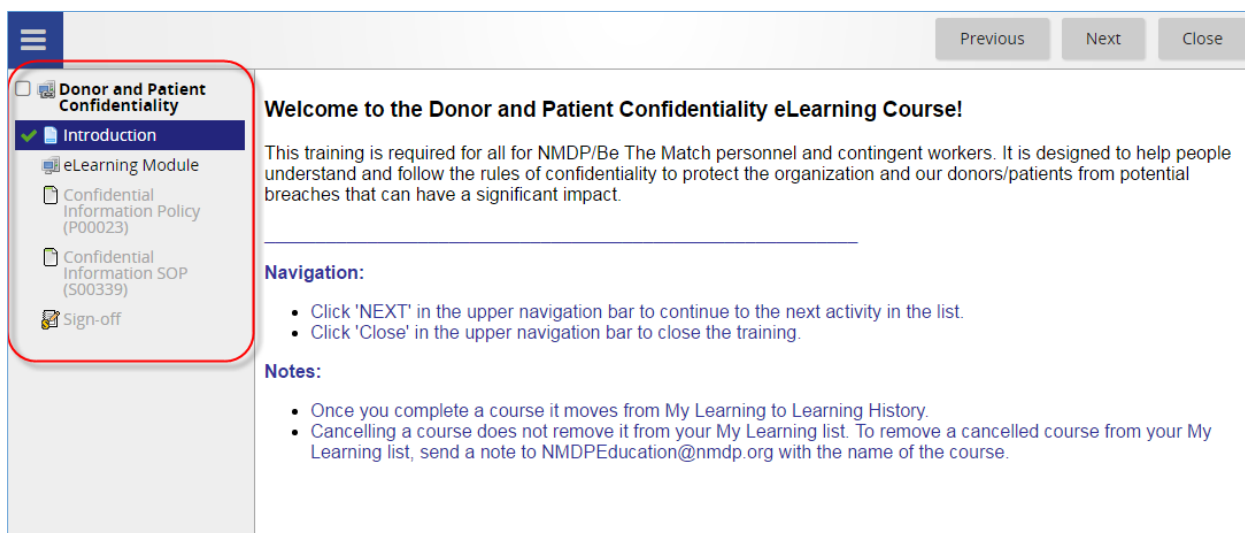 Previous Next Close
Donor and Patient
Confidentiality
Introduction
eLearning Module
Confidential
Information Policy
(P00023)
Confidential
Information SOP
(S00339)
Sign-off
Welcome to the Donor and Patient Confidentiality eLearning Course!
This training is required for all for NMDP/Be The Match personnel and contingent workers. It is designed to help people
understand and follow the rules of confidentiality to protect the organization and our donors/patients from potential
breaches that can have a significant impact.
Navigation:
• Click 'NEXT' in the upper navigation bar to continue to the next activity in the list.
• Click 'Close' in the upper navigation bar to close the training.
Notes:
• Once you complete a course it moves from My Learning to Learning History.
• Cancelling a course does not remove it from your My Learning list. To remove a cancelled course from your My
Learning list, send a note to NMDPEducation@nmdp.org with the name of the course.